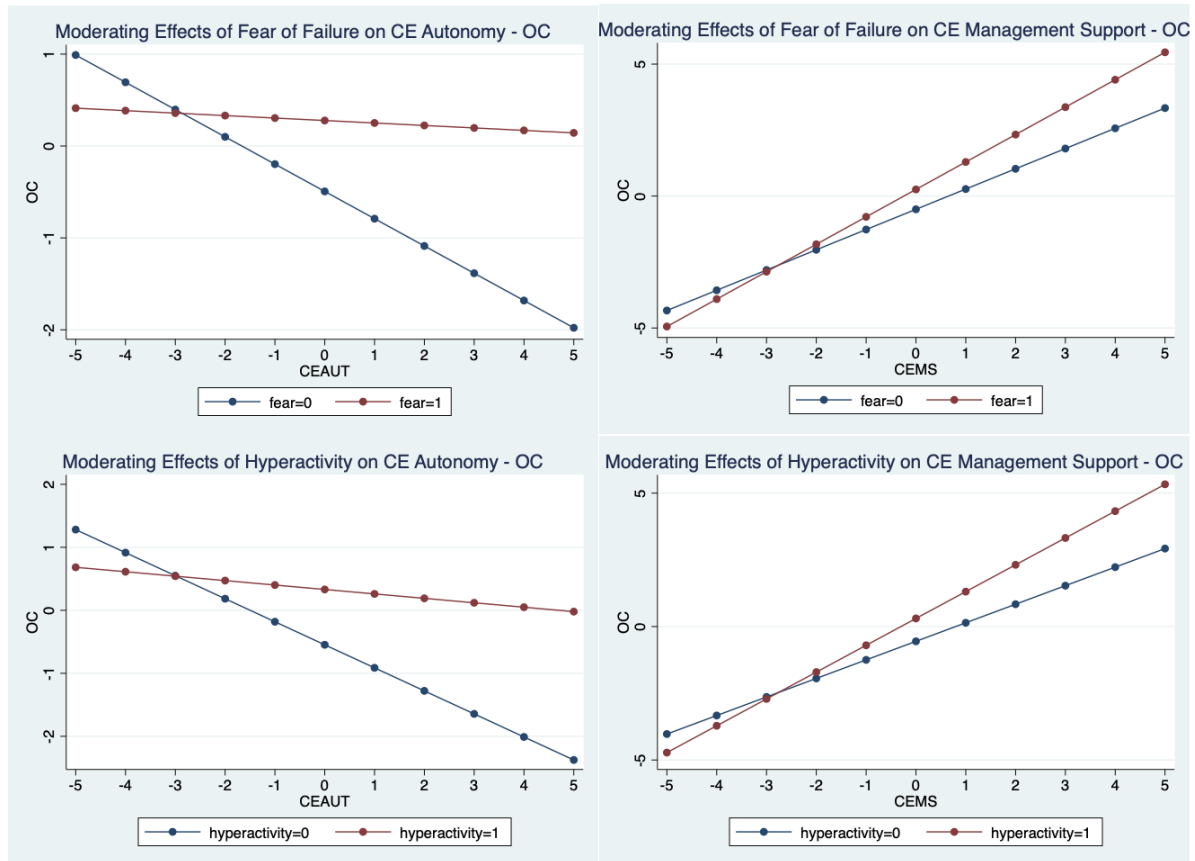 Moderating Effects of Fear of Failure on CE Autonomy - OC
1
0
-1
-2
OC
-5 -4 -3 -2 -1 0 1 2 3 4 5
CEAUT
fear=0 fear=1
Moderating Effects of Fear of Failure on CE Management Support - OC
5
0
-5
OC
-5 -4 -3 -2 -1 0 1 2 3 4 5
CEMS
fear=0 fear=1
Moderating Effects of Hyperactivity on CE Autonomy - OC
2
1
0
-1
-2
OC
-5 -4 -3 -2 -1 0 1 2 3 4 5
CEAUT
hyperactivity=0 hyperactivity=1
Moderating Effects of Hyperactivity on CE Management Support - OC
5
0
-5
OC
-5 -4 -3 -2 -1 0 1 2 3 4 5
CEMS
hyperactivity=0 hyperactivity=1